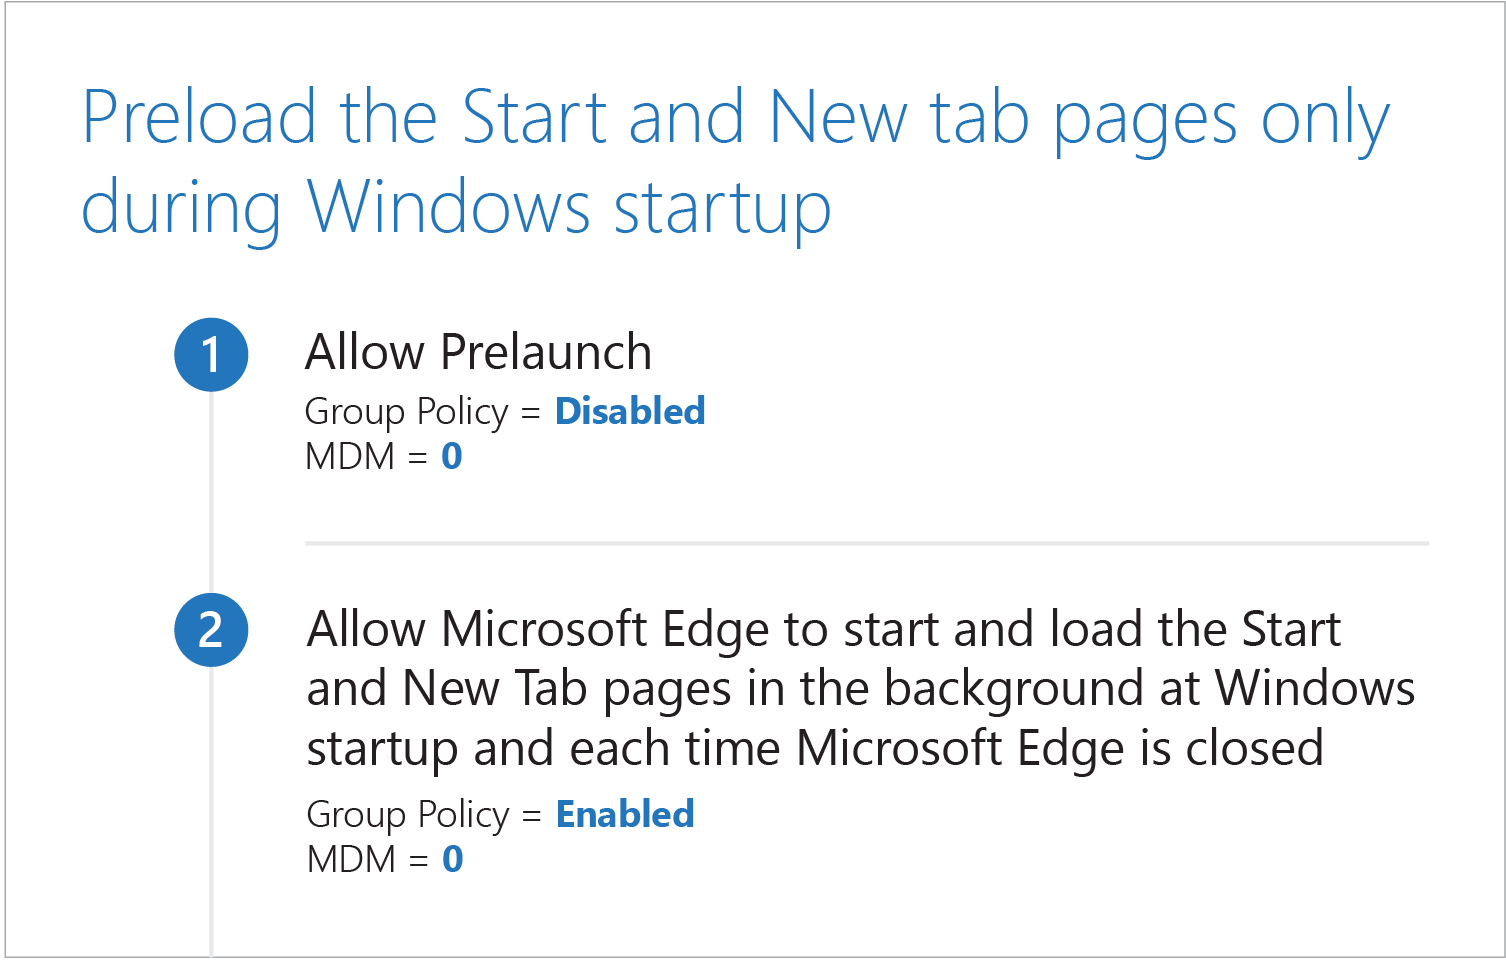 Preload the Start and New tab pages only
during Windows startup
1
Allow Prelaunch
Group Policy = Disabled
MDM = 0
2
Allow Microsoft Edge to start and load the Start
and New Tab pages in the background at Windows
startup and each time Microsoft Edge is closed
Group Policy = Enabled
MDM = 0